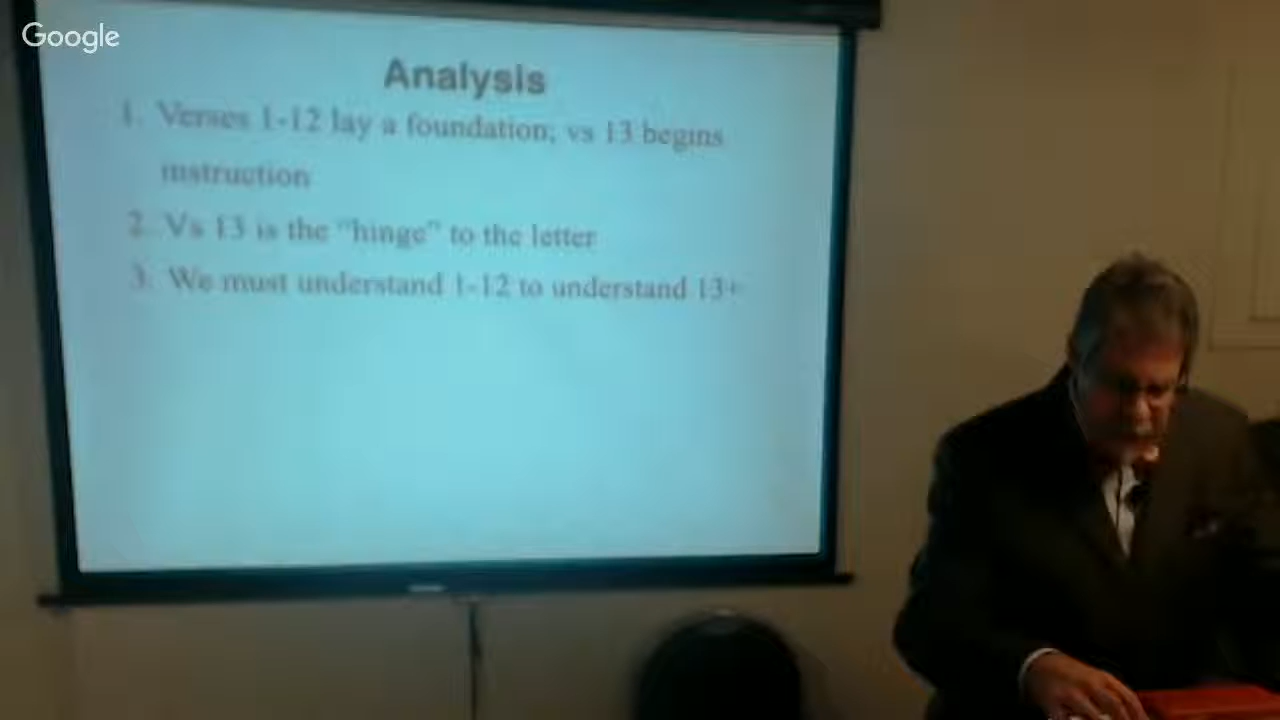 Google
Analysis
1. Verses 1-12 lay a foundation; vs 13 begins
instruction
2. Vs 13 is the "hinge" to the letter
3. We must understand 1-12 to understand 13+